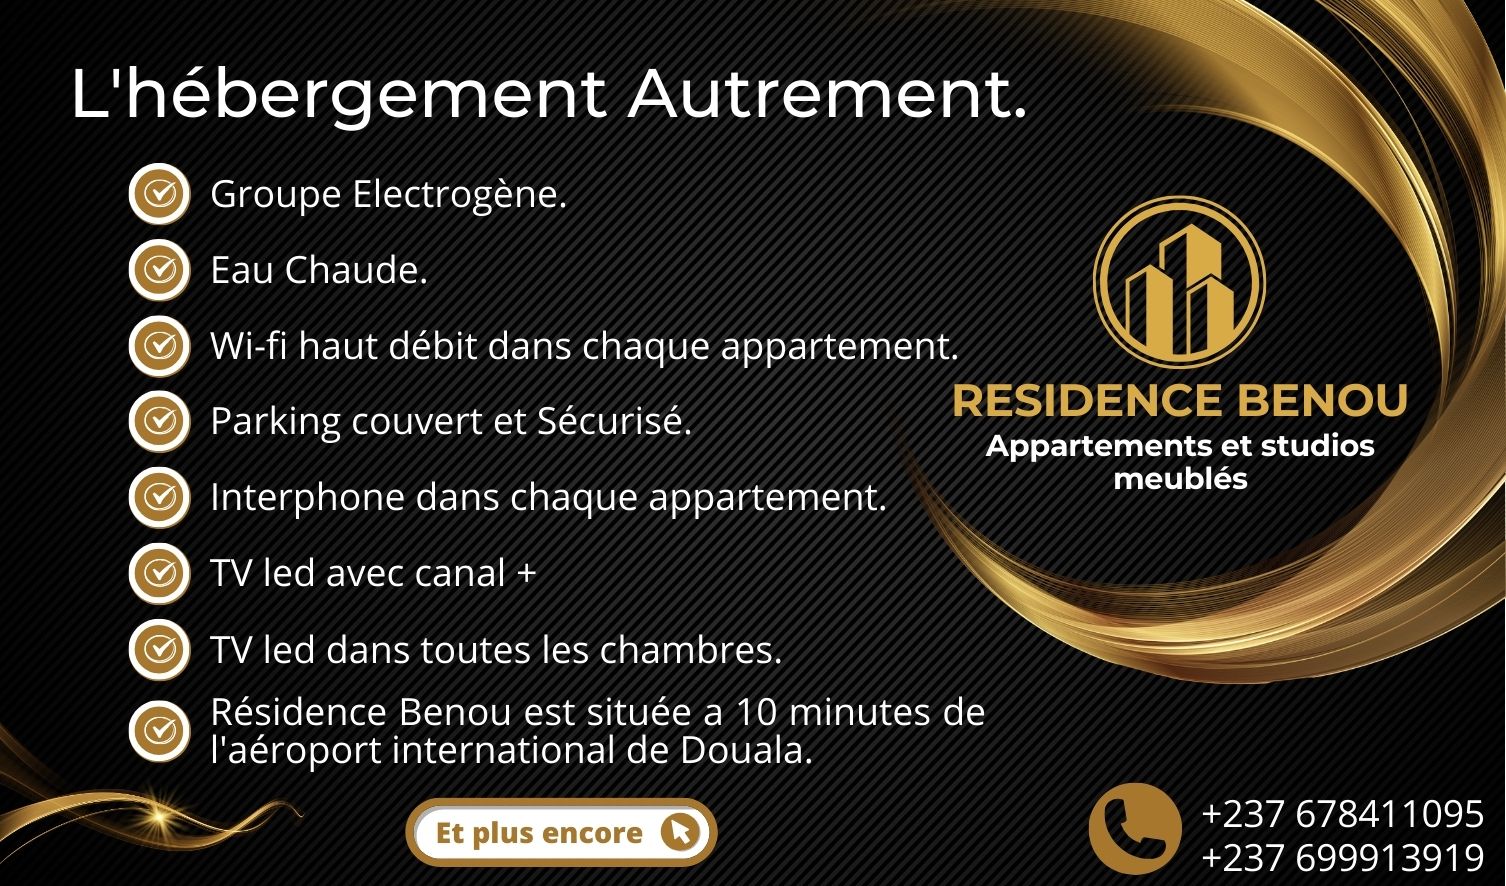 L'hébergement Autrement.
Groupe Electrogène.
Eau Chaude.
Wi-fi haut débit dans chaque appartement.
Parking couvert et Sécurisé.
Interphone dans chaque appartement.
TV led avec canal +
TV led dans toutes les chambres.
Résidence Benou est située a 10 minutes de
l'aéroport international de Douala.
Et plus encore
RESIDENCE BENOU
Appartements et studios
meublés
+237 678411095
+237 699913919